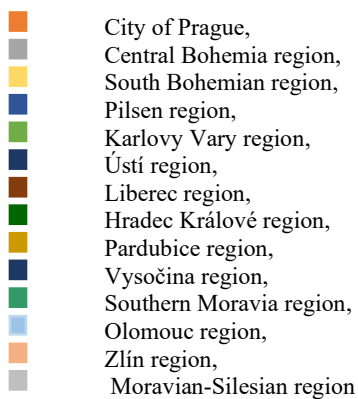 City of Prague,
Central Bohemia region,
South Bohemian region,
Pilsen region,
Karlovy Vary region,
Ústí region,
Liberec region,
Hradec Králové region,
Pardubice region,
Vysočina region,
Southern Moravia region,
Olomouc region,
Zlín region,
Moravian-Silesian region